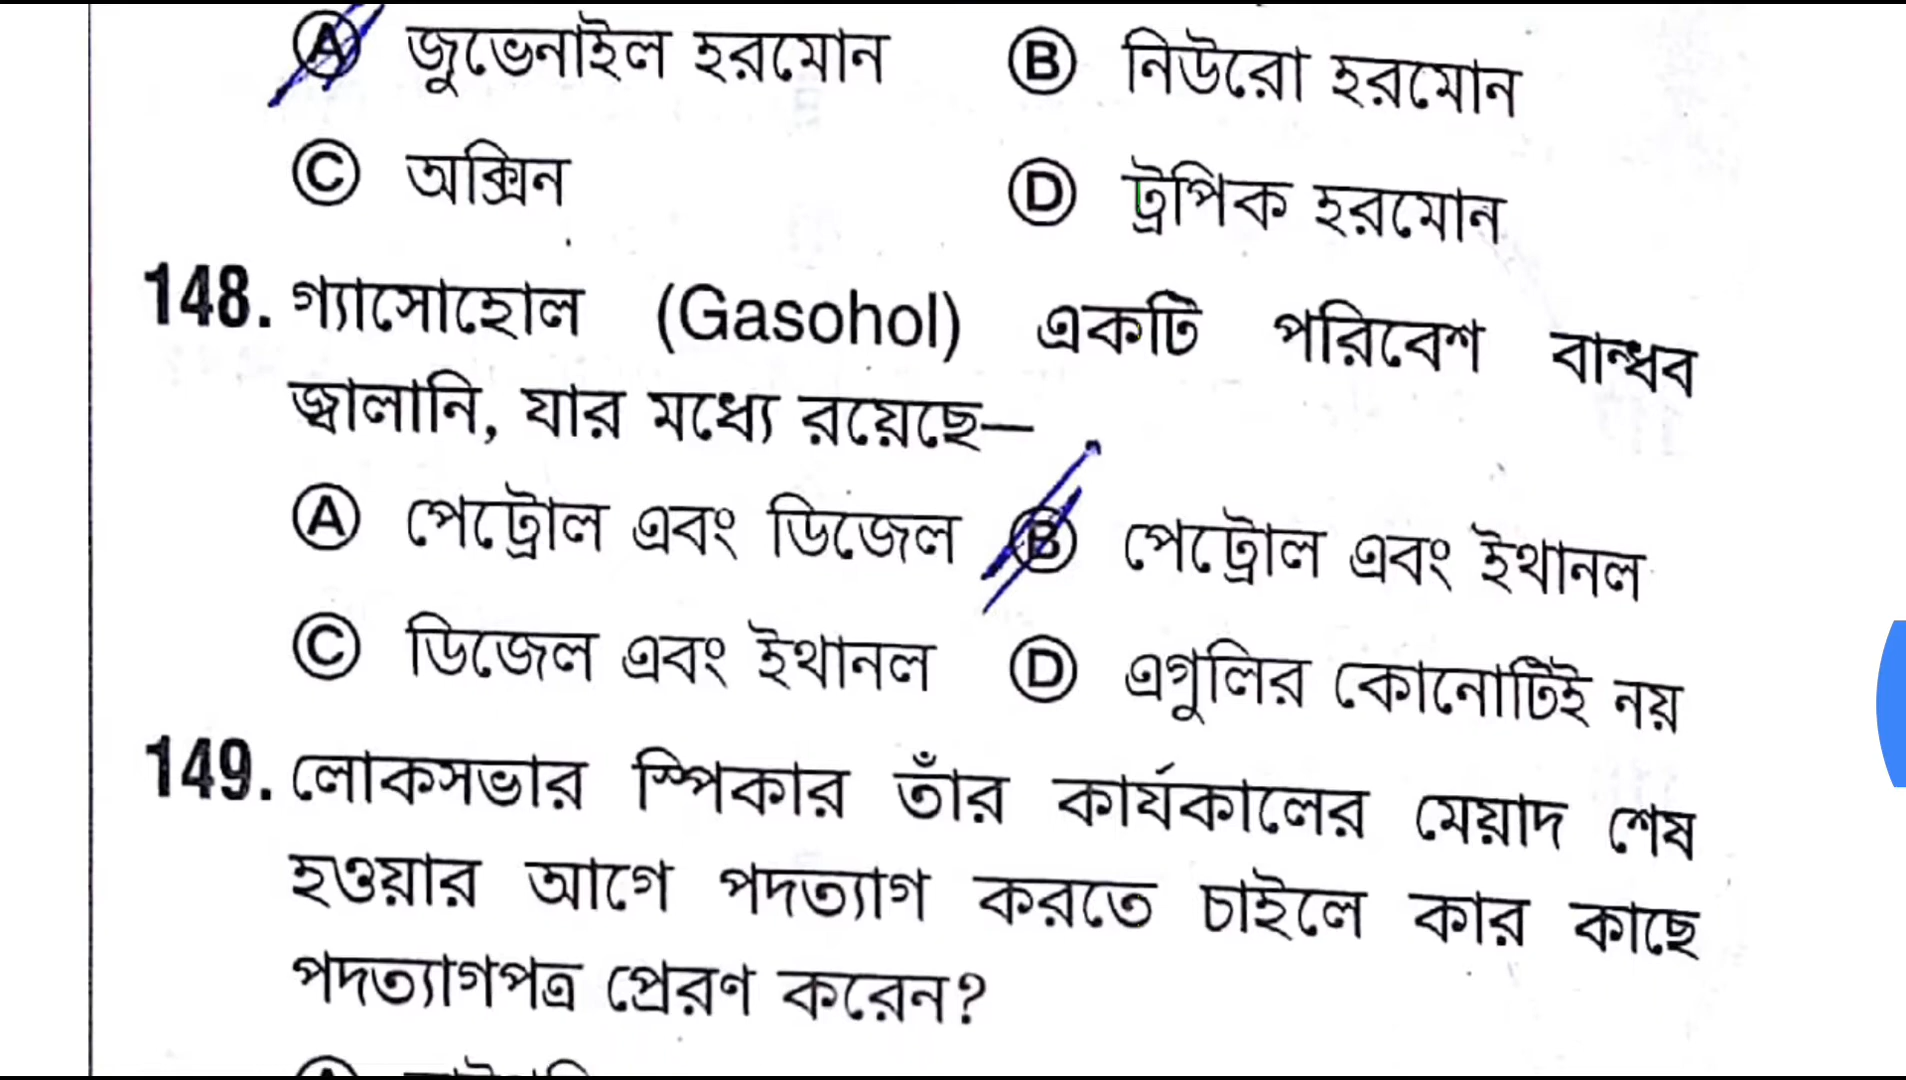 Ⓐ জুভেনাইল হরমোন Ⓑ নিউরো হরমোন
Ⓒ অক্সিন Ⓓ ট্রপিক হরমোন
148. গ্যাসোহোল (Gasohol) একটি পরিবেশ বান্ধব
জ্বালানি, যার মধ্যে রয়েছে—
Ⓐ পেট্রোল এবং ডিজেল Ⓑ পেট্রোল এবং ইথানল
Ⓒ ডিজেল এবং ইথানল Ⓓ এগুলির কোনোটিই নয়
149. লোকসভার স্পিকার তাঁর কার্যকালের মেয়াদ শেষ
হওয়ার আগে পদত্যাগ করতে চাইলে কার কাছে
পদত্যাগপত্র প্রেরণ করেন?